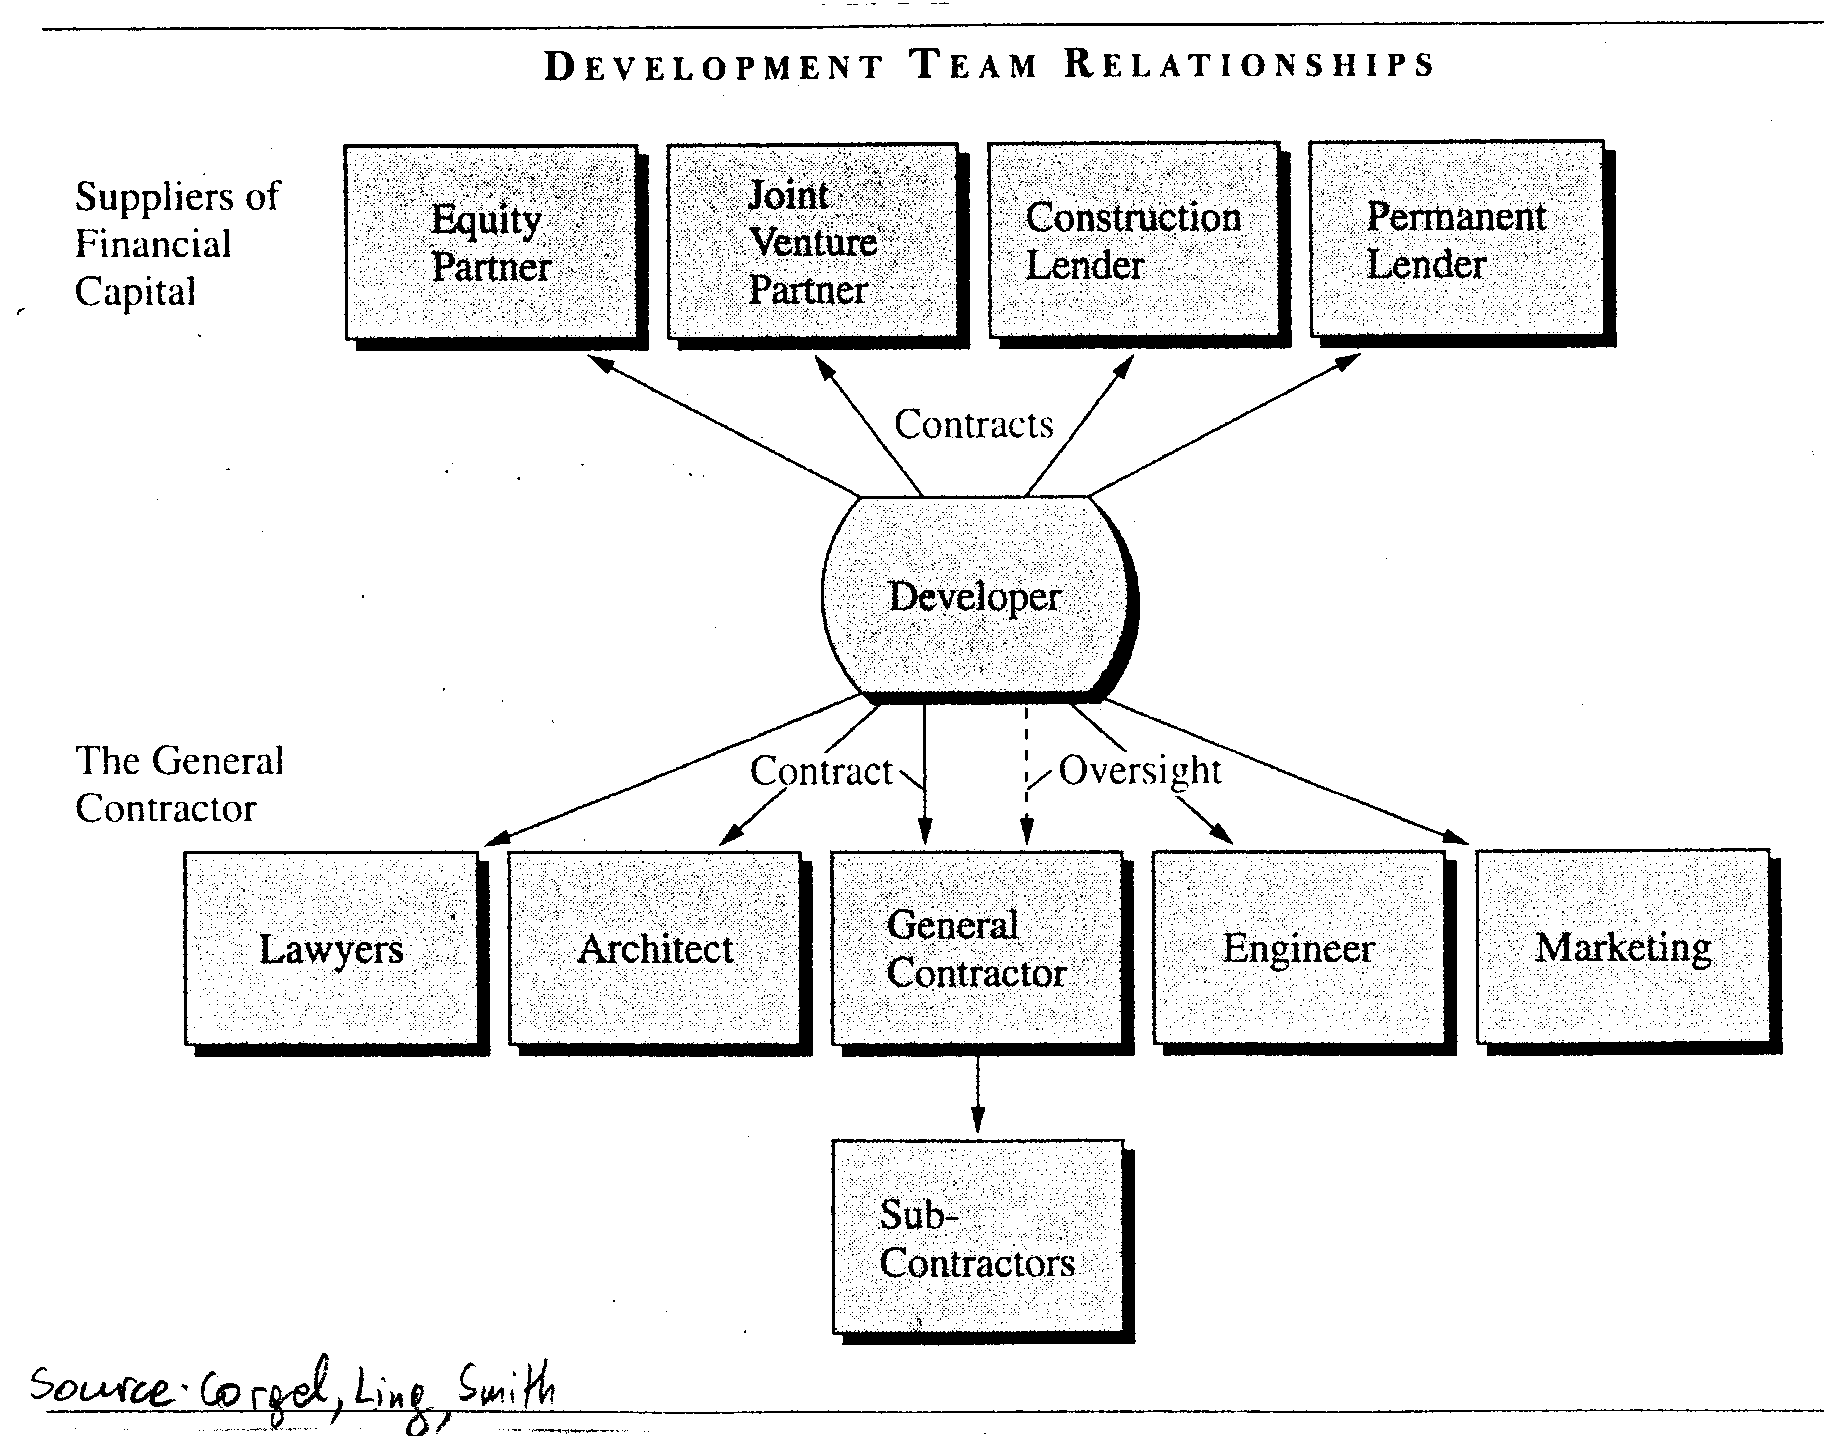 DEVELOPMENT TEAM RELATIONSHIPS
Suppliers of
Financial
Capital
Equity
Partner
Joint
Venture
Partner
Construction
Lender
Permanent
Lender
Contracts
Developer
The General
Contractor
Contract
Oversight
Lawyers
Architect
General
Contractor
Engineer
Marketing
Sub-
Contractors
Source: Corgel, Ling, Smith